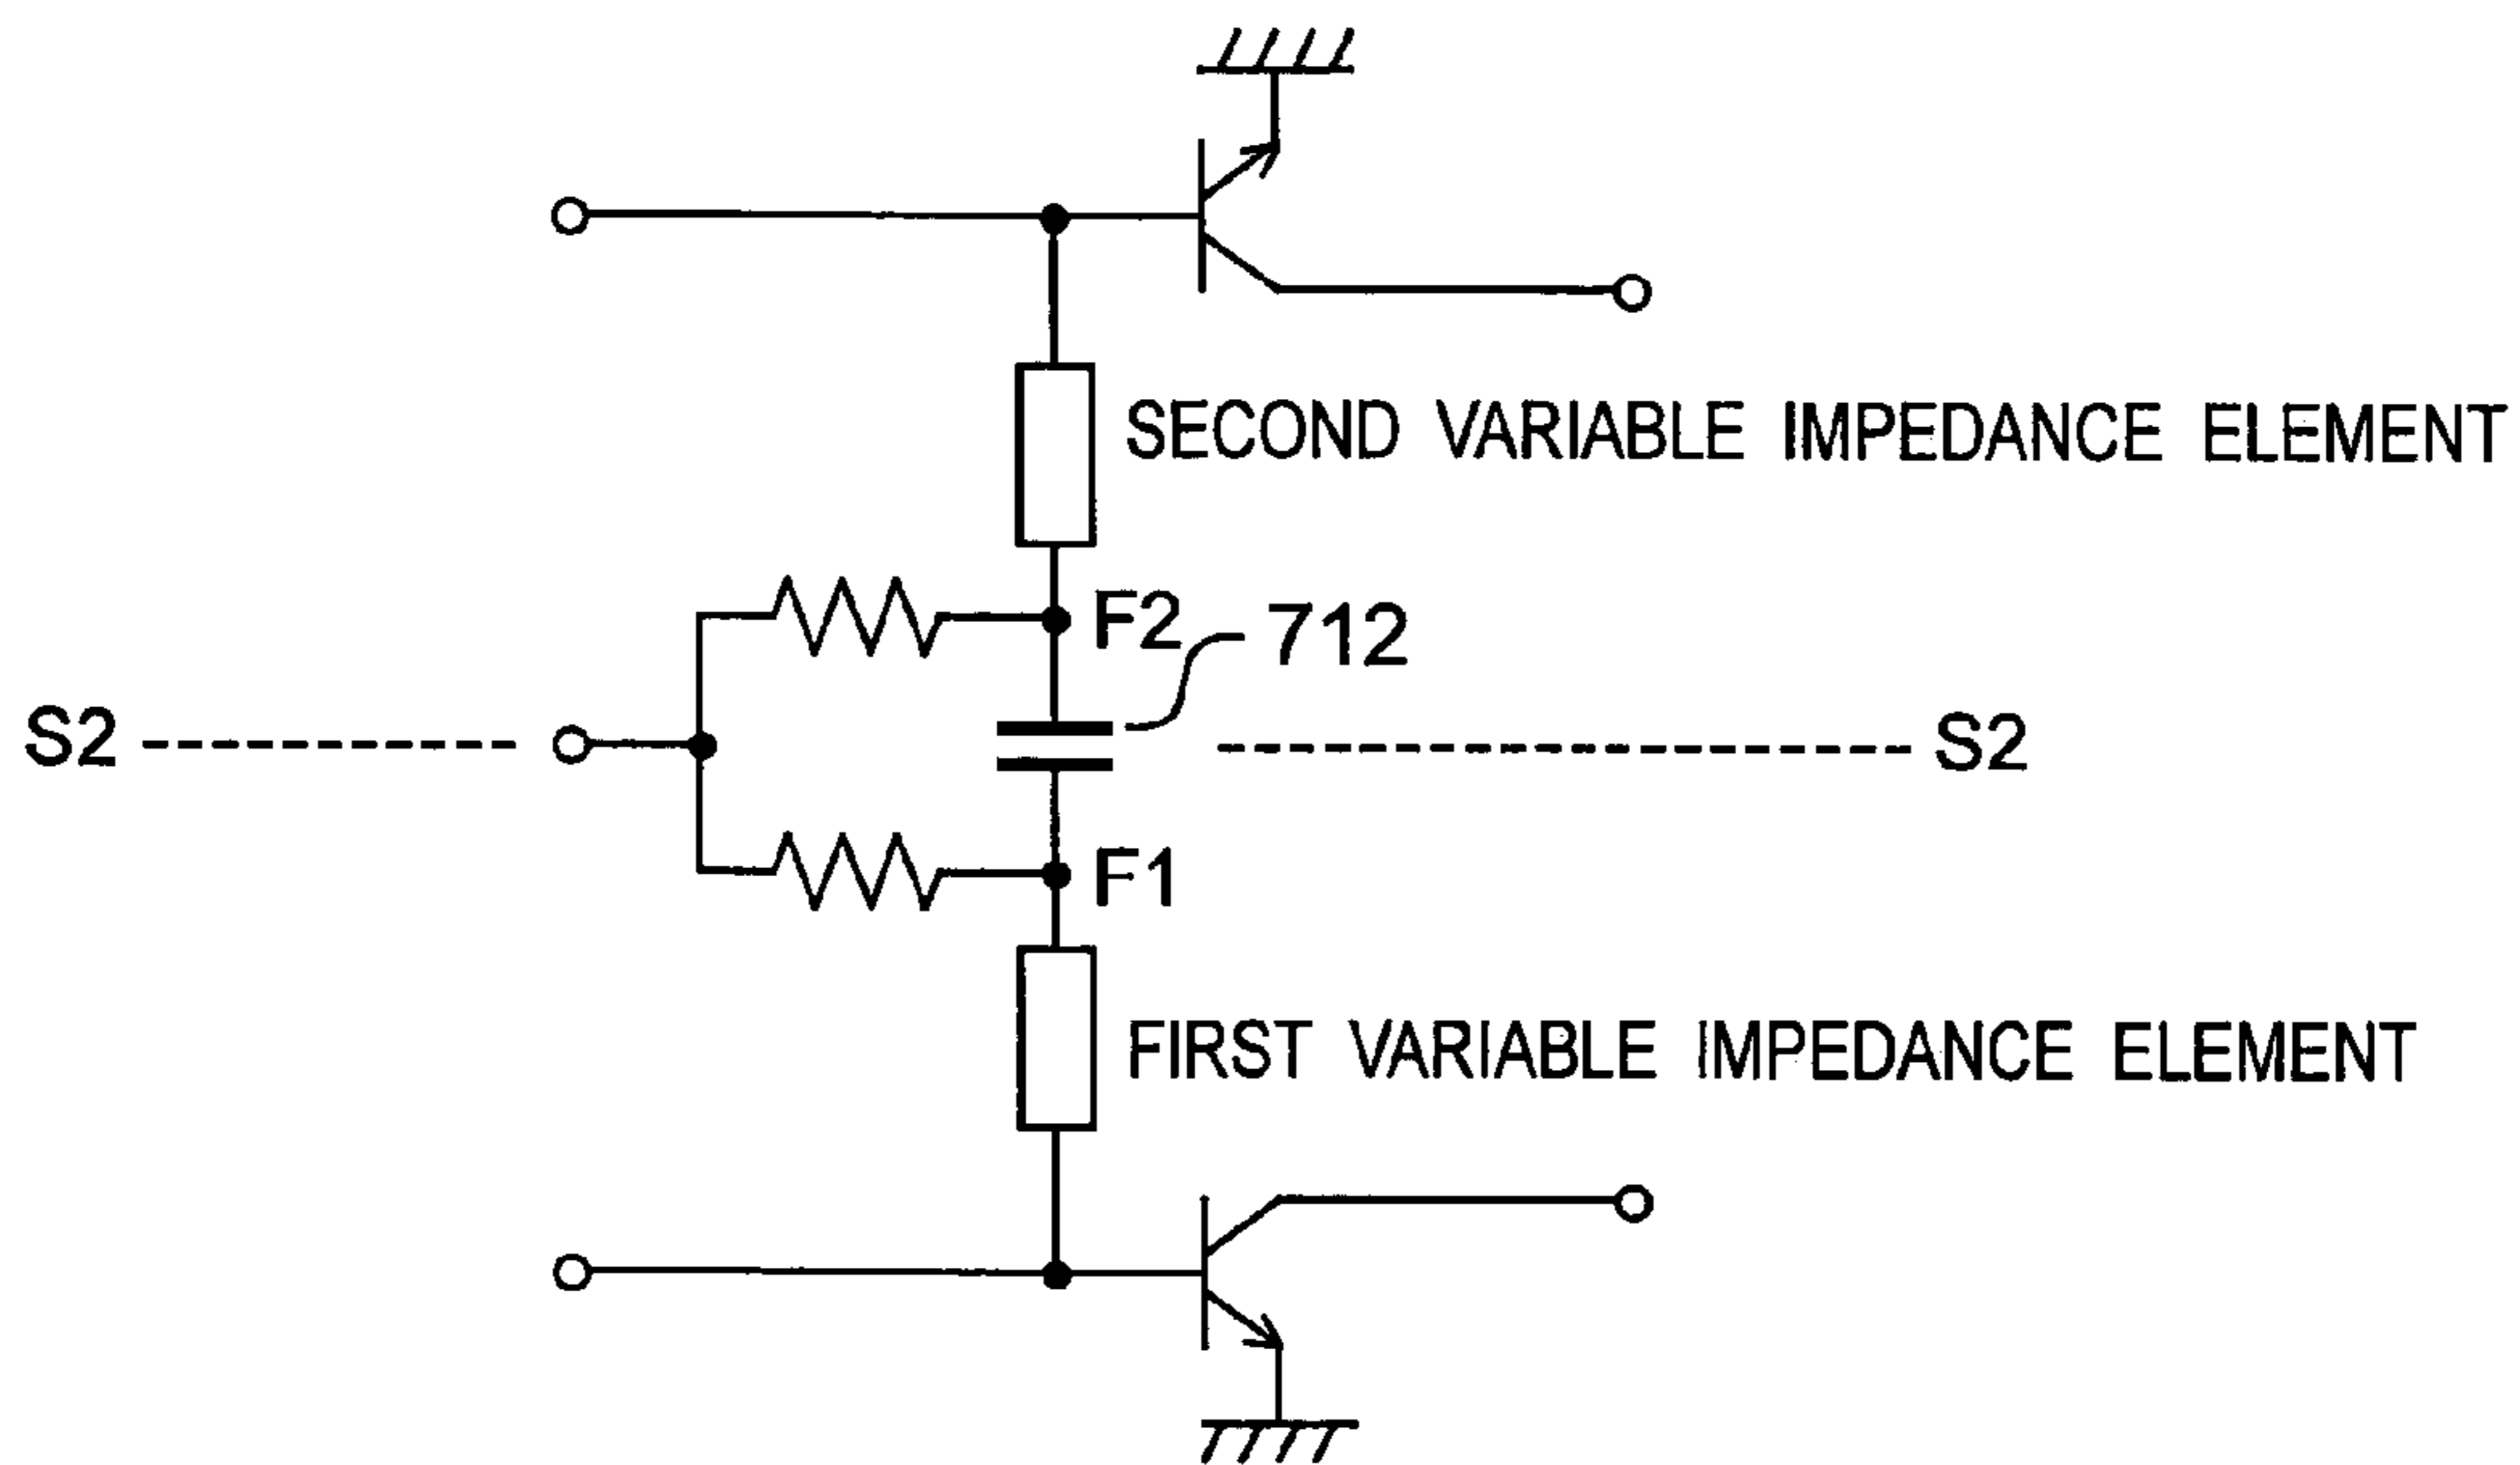 SECOND VARIABLE IMPEDANCE ELEMENT
F2
712
S2
S2
F1
FIRST VARIABLE IMPEDANCE ELEMENT